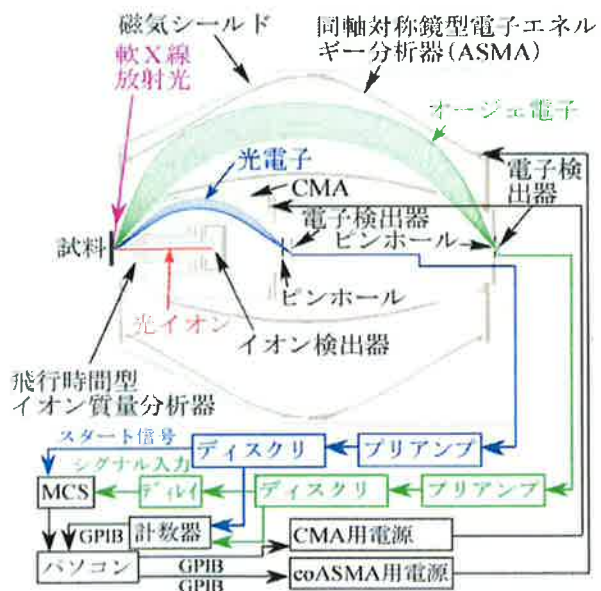 磁気シールド
同軸対称鏡型電子エネル
ギー分析器(ASMA)
軟X線
放射光
オージェ電子
光電子
CMA
電子検
出器
電子検出器
ピンホール
試料
ピンホール
光イオン
イオン検出器
飛行時間型
イオン質量分析器
スタート信号
ディスクリ
プリアンプ
シグナル入力
MCS
ディレイ
ディスクリ
プリアンプ
GPIB
計数器
CMA用電源
パソコン
GPIB
GPIB
coASMA用電源